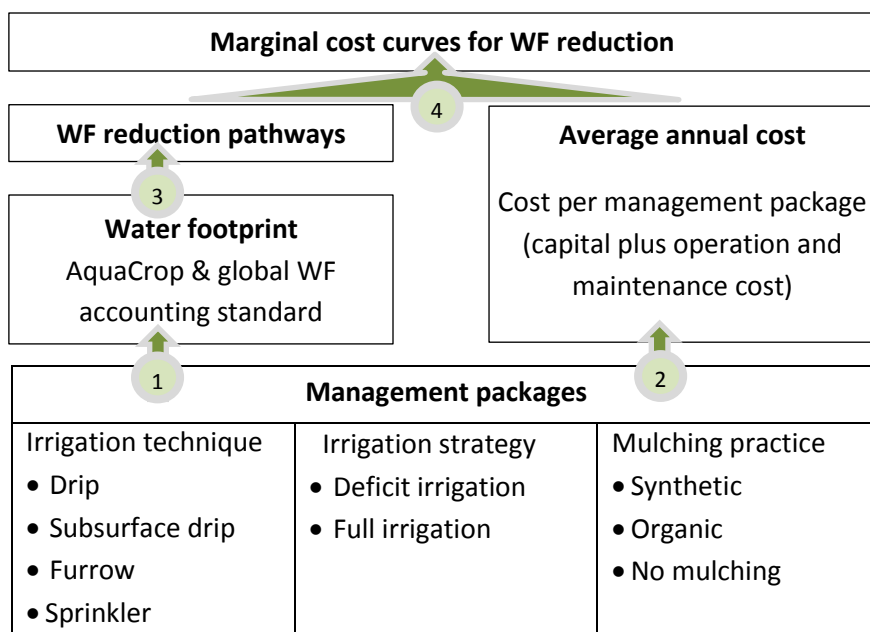 Marginal cost curves for WF reduction
4
WF reduction pathways
3
Water footprint
AquaCrop & global WF
accounting standard
Average annual cost
Cost per management package
(capital plus operation and
maintenance cost)
1
2
Management packages
Irrigation technique
• Drip
• Subsurface drip
• Furrow
• Sprinkler
Irrigation strategy
• Deficit irrigation
• Full irrigation
Mulching practice
• Synthetic
• Organic
• No mulching